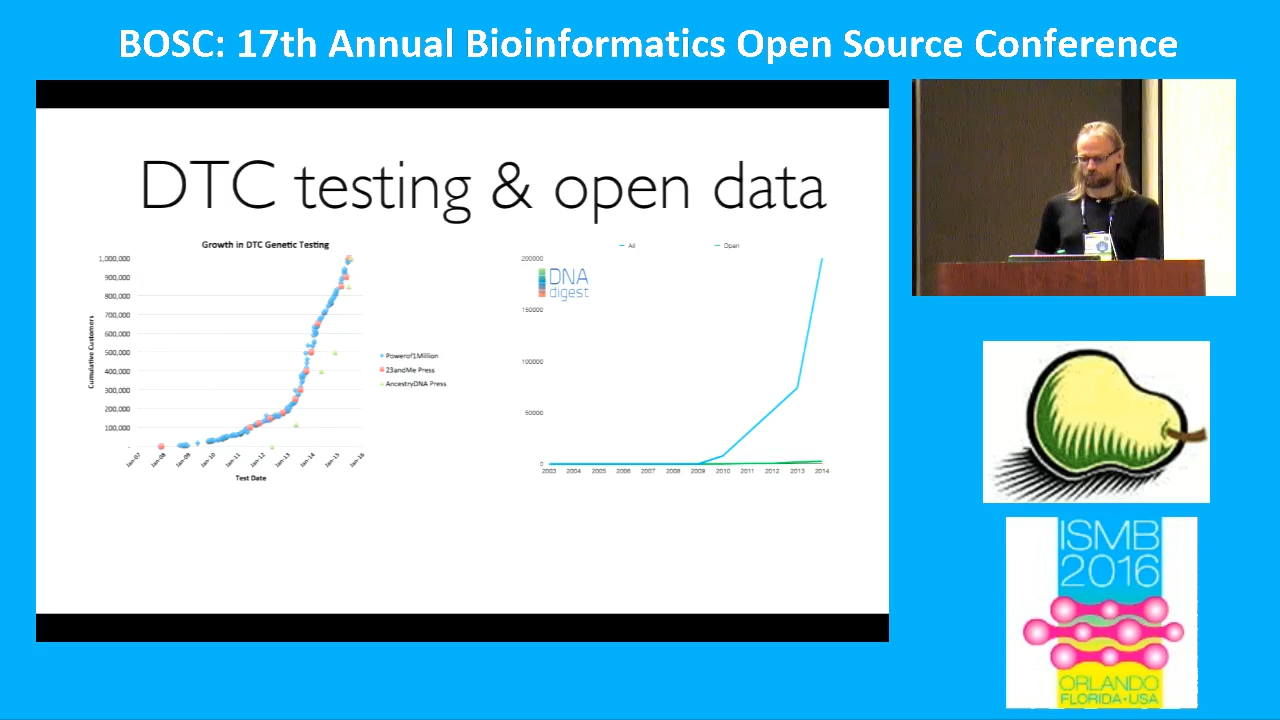 BOSC: 17th Annual Bioinformatics Open Source Conference
DTC testing & open data
Growth in DTC Genetic Testing
1,000,000
900,000
800,000
700,000
600,000
500,000
400,000
300,000
200,000
100,000
-
Cumulative Customers
Jan-07
Jan-08
Jan-09
Jan-10
Jan-11
Jan-12
Jan-13
Jan-14
Jan-15
Jan-16
Test Date
Powerof1Million
23andMe Press
AncestryDNA Press
All
Open
DNA
digest
200000
150000
100000
50000
0
2003 2004 2005 2006 2007 2008 2009 2010 2011 2012 2013 2014
ISMB
2016
ORLANDO
FLORIDA • USA